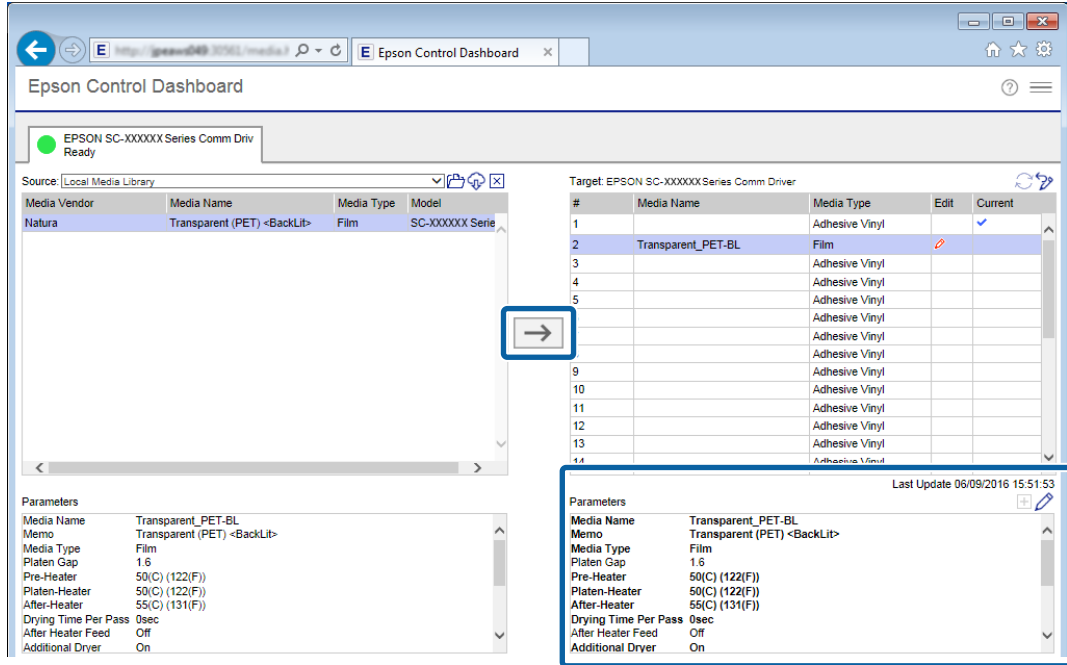 Epson Control Dashboard
Epson Control Dashboard
EPSON SC-XXXXXX Series Comm Driv
Ready
Source: Local Media Library
Media Vendor Media Name Media Type Model
Natura Transparent (PET) <BackLit> Film SC-XXXXXX Serie
Target: EPSON SC-XXXXXX Series Comm Driver
# Media Name Media Type Edit Current
1 Adhesive Vinyl
2 Transparent_PET-BL Film
3 Adhesive Vinyl
4 Adhesive Vinyl
5 Adhesive Vinyl
Adhesive Vinyl
Adhesive Vinyl
Adhesive Vinyl
9 Adhesive Vinyl
10 Adhesive Vinyl
11 Adhesive Vinyl
12 Adhesive Vinyl
13 Adhesive Vinyl
14 Adhesive Vinyl
Parameters
Media Name Transparent_PET-BL
Memo Transparent (PET) <BackLit>
Media Type Film
Platen Gap 1.6
Pre-Heater 50(C) (122(F))
Platen-Heater 50(C) (122(F))
After-Heater 55(C) (131(F))
Drying Time Per Pass 0sec
After Heater Feed Off
Additional Dryer On
Last Update 06/09/2016 15:51:53
Parameters
Media Name Transparent_PET-BL
Memo Transparent (PET) <BackLit>
Media Type Film
Platen Gap 1.6
Pre-Heater 50(C) (122(F))
Platen-Heater 50(C) (122(F))
After-Heater 55(C) (131(F))
Drying Time Per Pass 0sec
After Heater Feed Off
Additional Dryer On